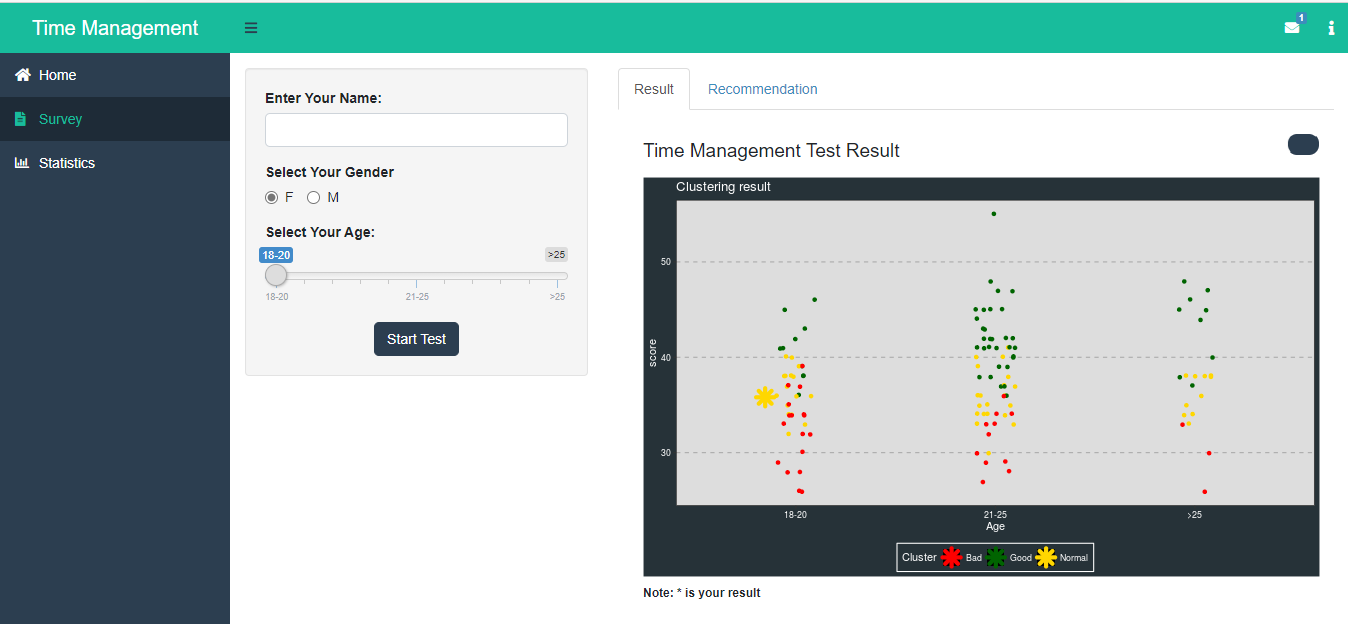 Time Management
1
Home
Survey
Statistics
Enter Your Name:
Select Your Gender
F M
Select Your Age:
18-20 >25
18-20 21-25 >25
Start Test
Result Recommendation
Time Management Test Result
Clustering result
score
50
40
30
18-20 21-25 >25
Age
Cluster Bad Good Normal
Note: * is your result